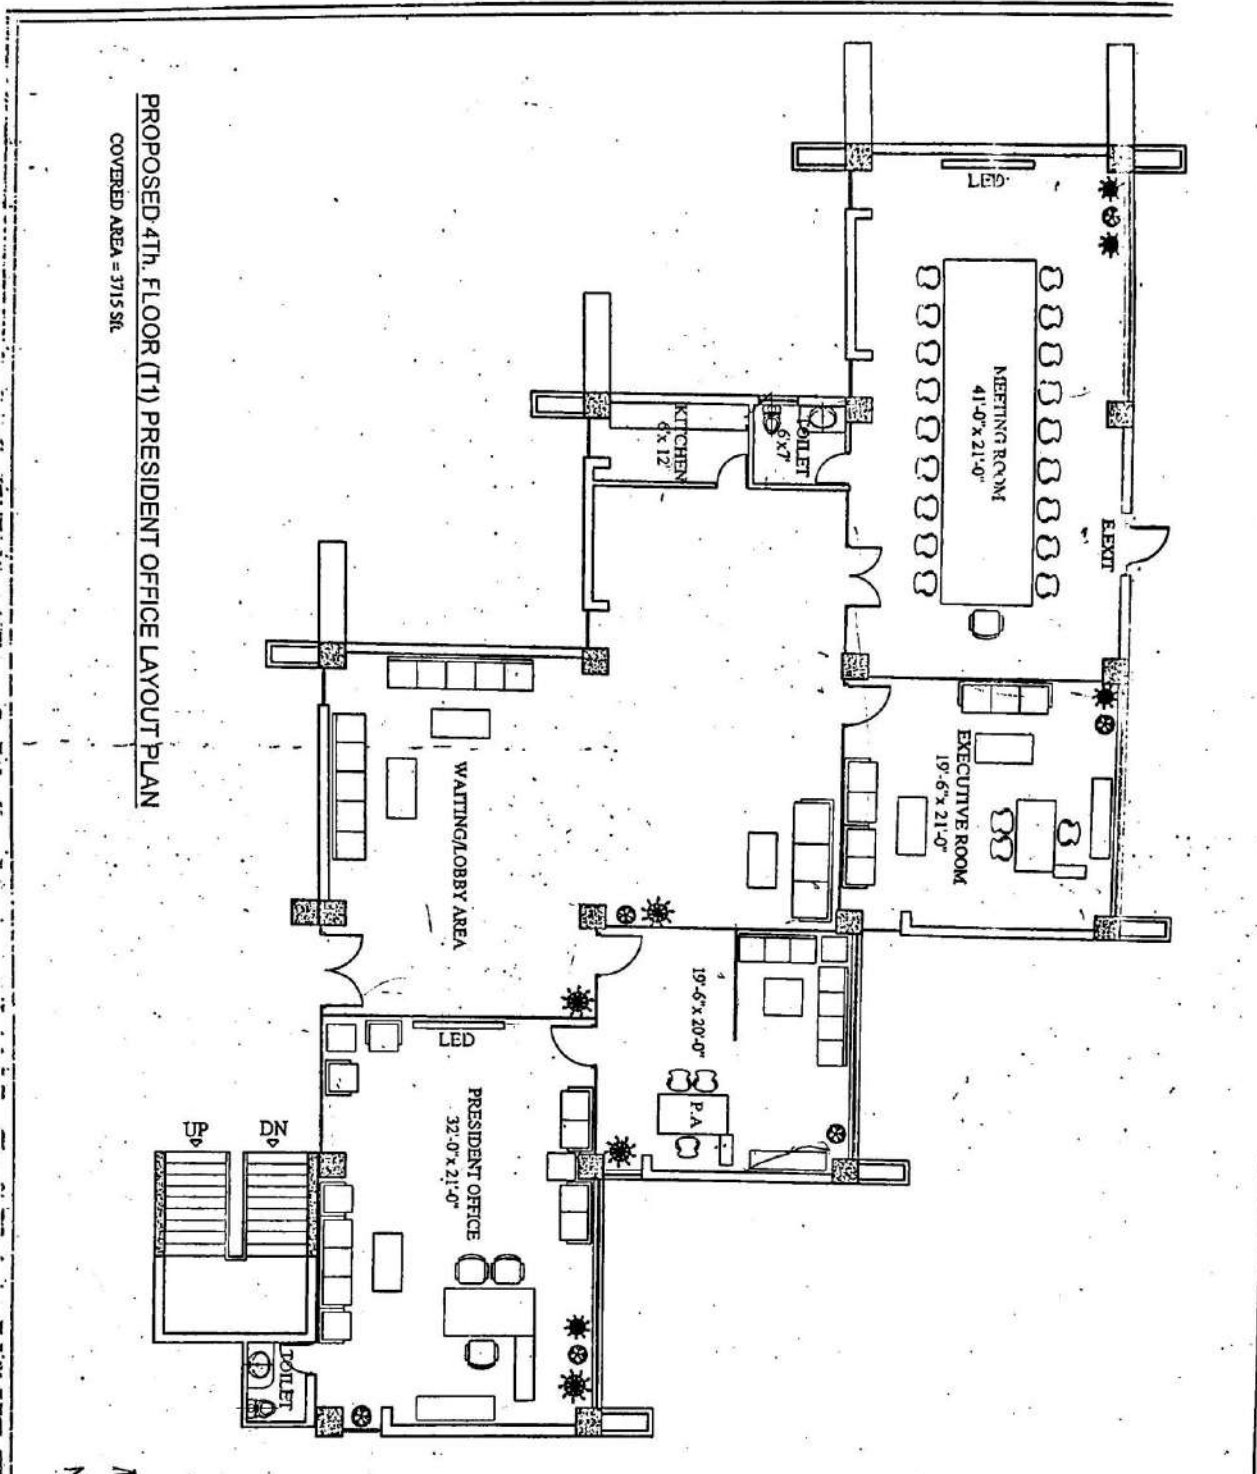 PROPOSED 4Th. FLOOR (T1) PRESIDENT OFFICE LAYOUT PLAN
COVERED AREA = 3715 Sft.
LED
MEETING ROOM
41'-0"x 21'-0"
E.EXIT
TOILET
6'x7'
KITCHEN
6'x 12'
EXECUTIVE ROOM
19'-6"x 21'-0"
WAITING/LOBBY AREA
19'-6"x 20'-0"
P.A
LED
PRESIDENT OFFICE
32'-0"x 21'-0"
UP
DN
TOILET